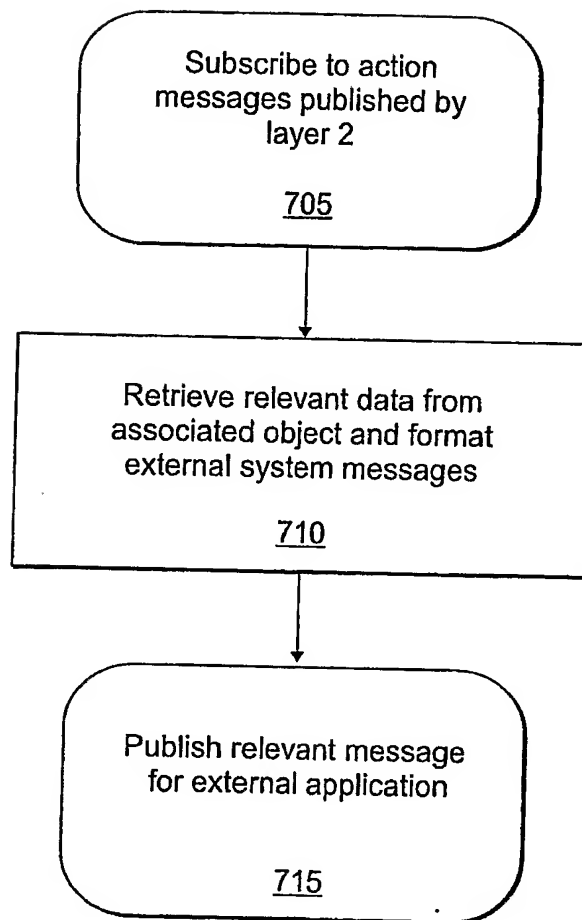 Subscribe to action
messages published by
layer 2
705
Retrieve relevant data from
associated object and format
external system messages
710
Publish relevant message
for external application
715